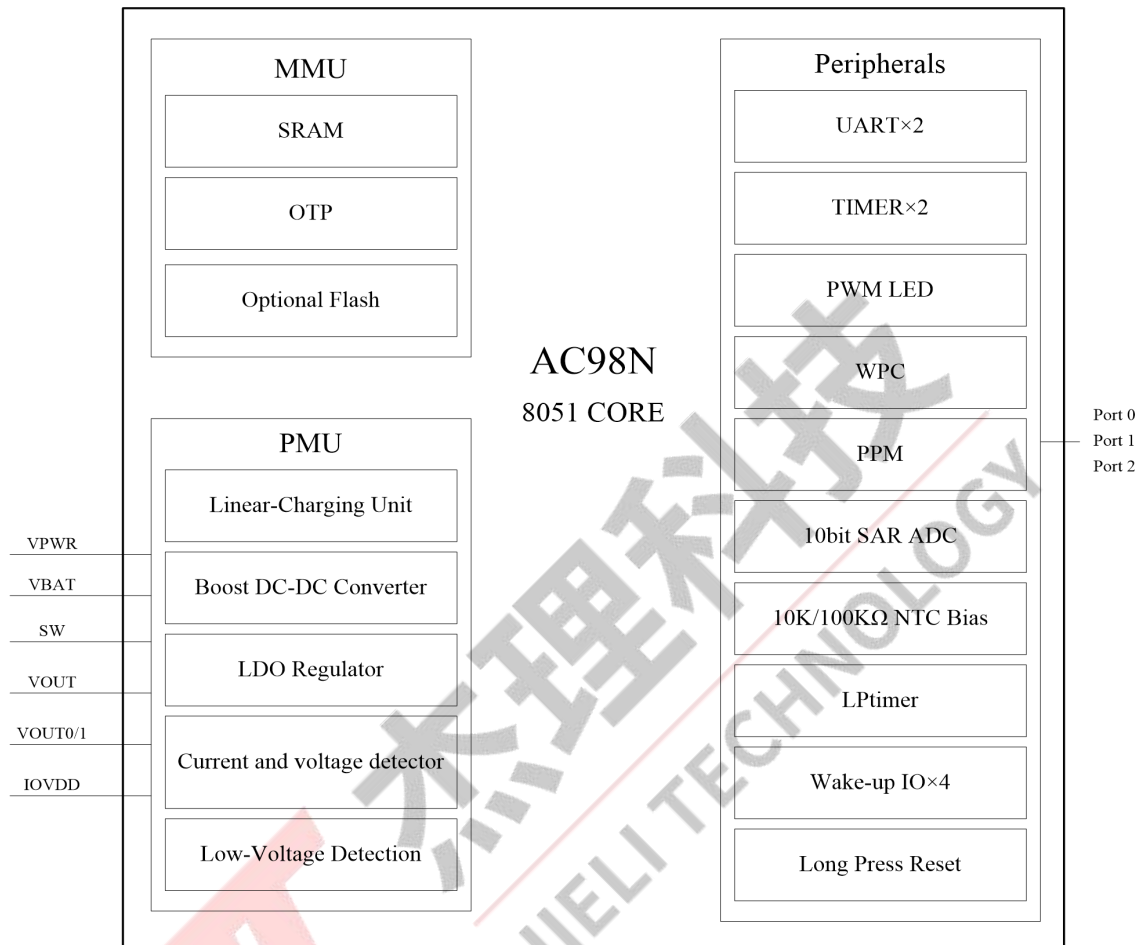 MMU
SRAM
OTP
Optional Flash
AC98N
8051 CORE
PMU
Linear-Charging Unit
Boost DC-DC Converter
LDO Regulator
Current and voltage detector
Low-Voltage Detection
VPWR
VBAT
SW
VOUT
VOUT0/1
IOVDD
Peripherals
UART×2
TIMER×2
PWM LED
WPC
PPM
10bit SAR ADC
10K/100KΩ NTC Bias
LPtimer
Wake-up IO×4
Long Press Reset
Port 0
Port 1
Port 2
杰理科技
JIELI TECHNOLOGY